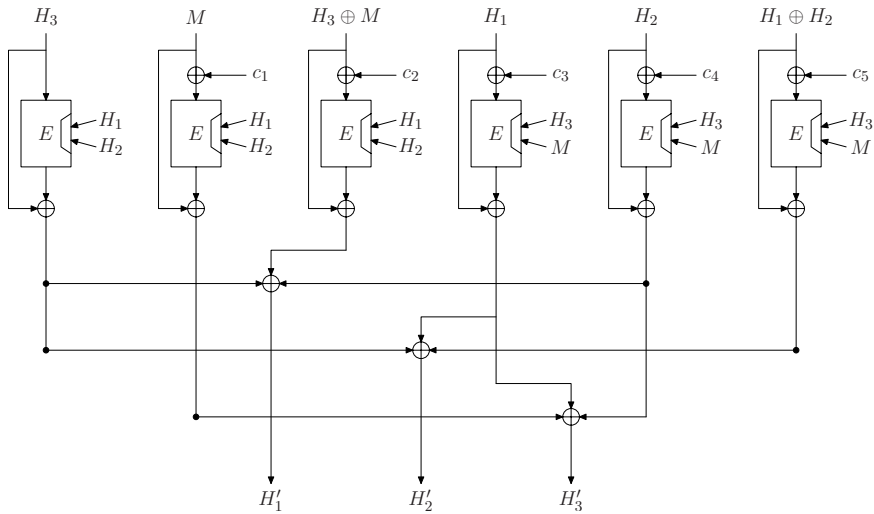 H₃ M H₃ ⊕ M H₁ H₂ H₁ ⊕ H₂
c₁ c₂ c₃ c₄ c₅
H₁ H₁ H₁ H₃ H₃ H₃
E E E E E E
H₂ H₂ H₂ M M M
H′₁ H′₂ H′₃